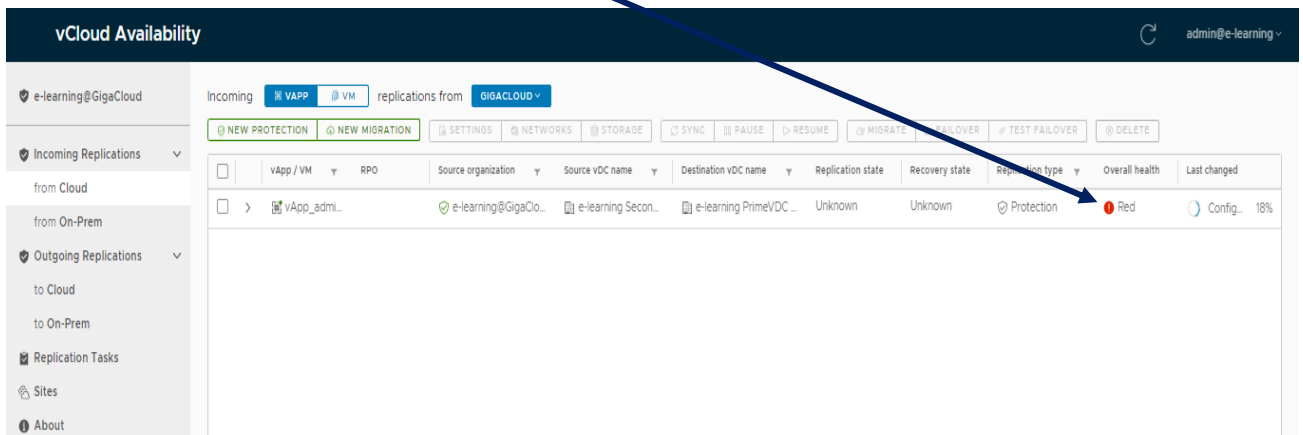 vCloud Availability
admin@e-learning
e-learning@GigaCloud
Incoming VAPP VM replications from GIGACLOUD
NEW PROTECTION NEW MIGRATION SETTINGS NETWORKS STORAGE SYNC PAUSE RESUME MIGRATE FAILOVER TEST FAILOVER DELETE
Incoming Replications
from Cloud
from On-Prem
Outgoing Replications
to Cloud
to On-Prem
Replication Tasks
Sites
About
vApp / VM RPO Source organization Source vDC name Destination vDC name Replication state Recovery state Replication type Overall health Last changed
vApp_admi... e-learning@GigaClo... e-learning Secon... e-learning PrimeVDC ... Unknown Unknown Protection Red Config... 18%